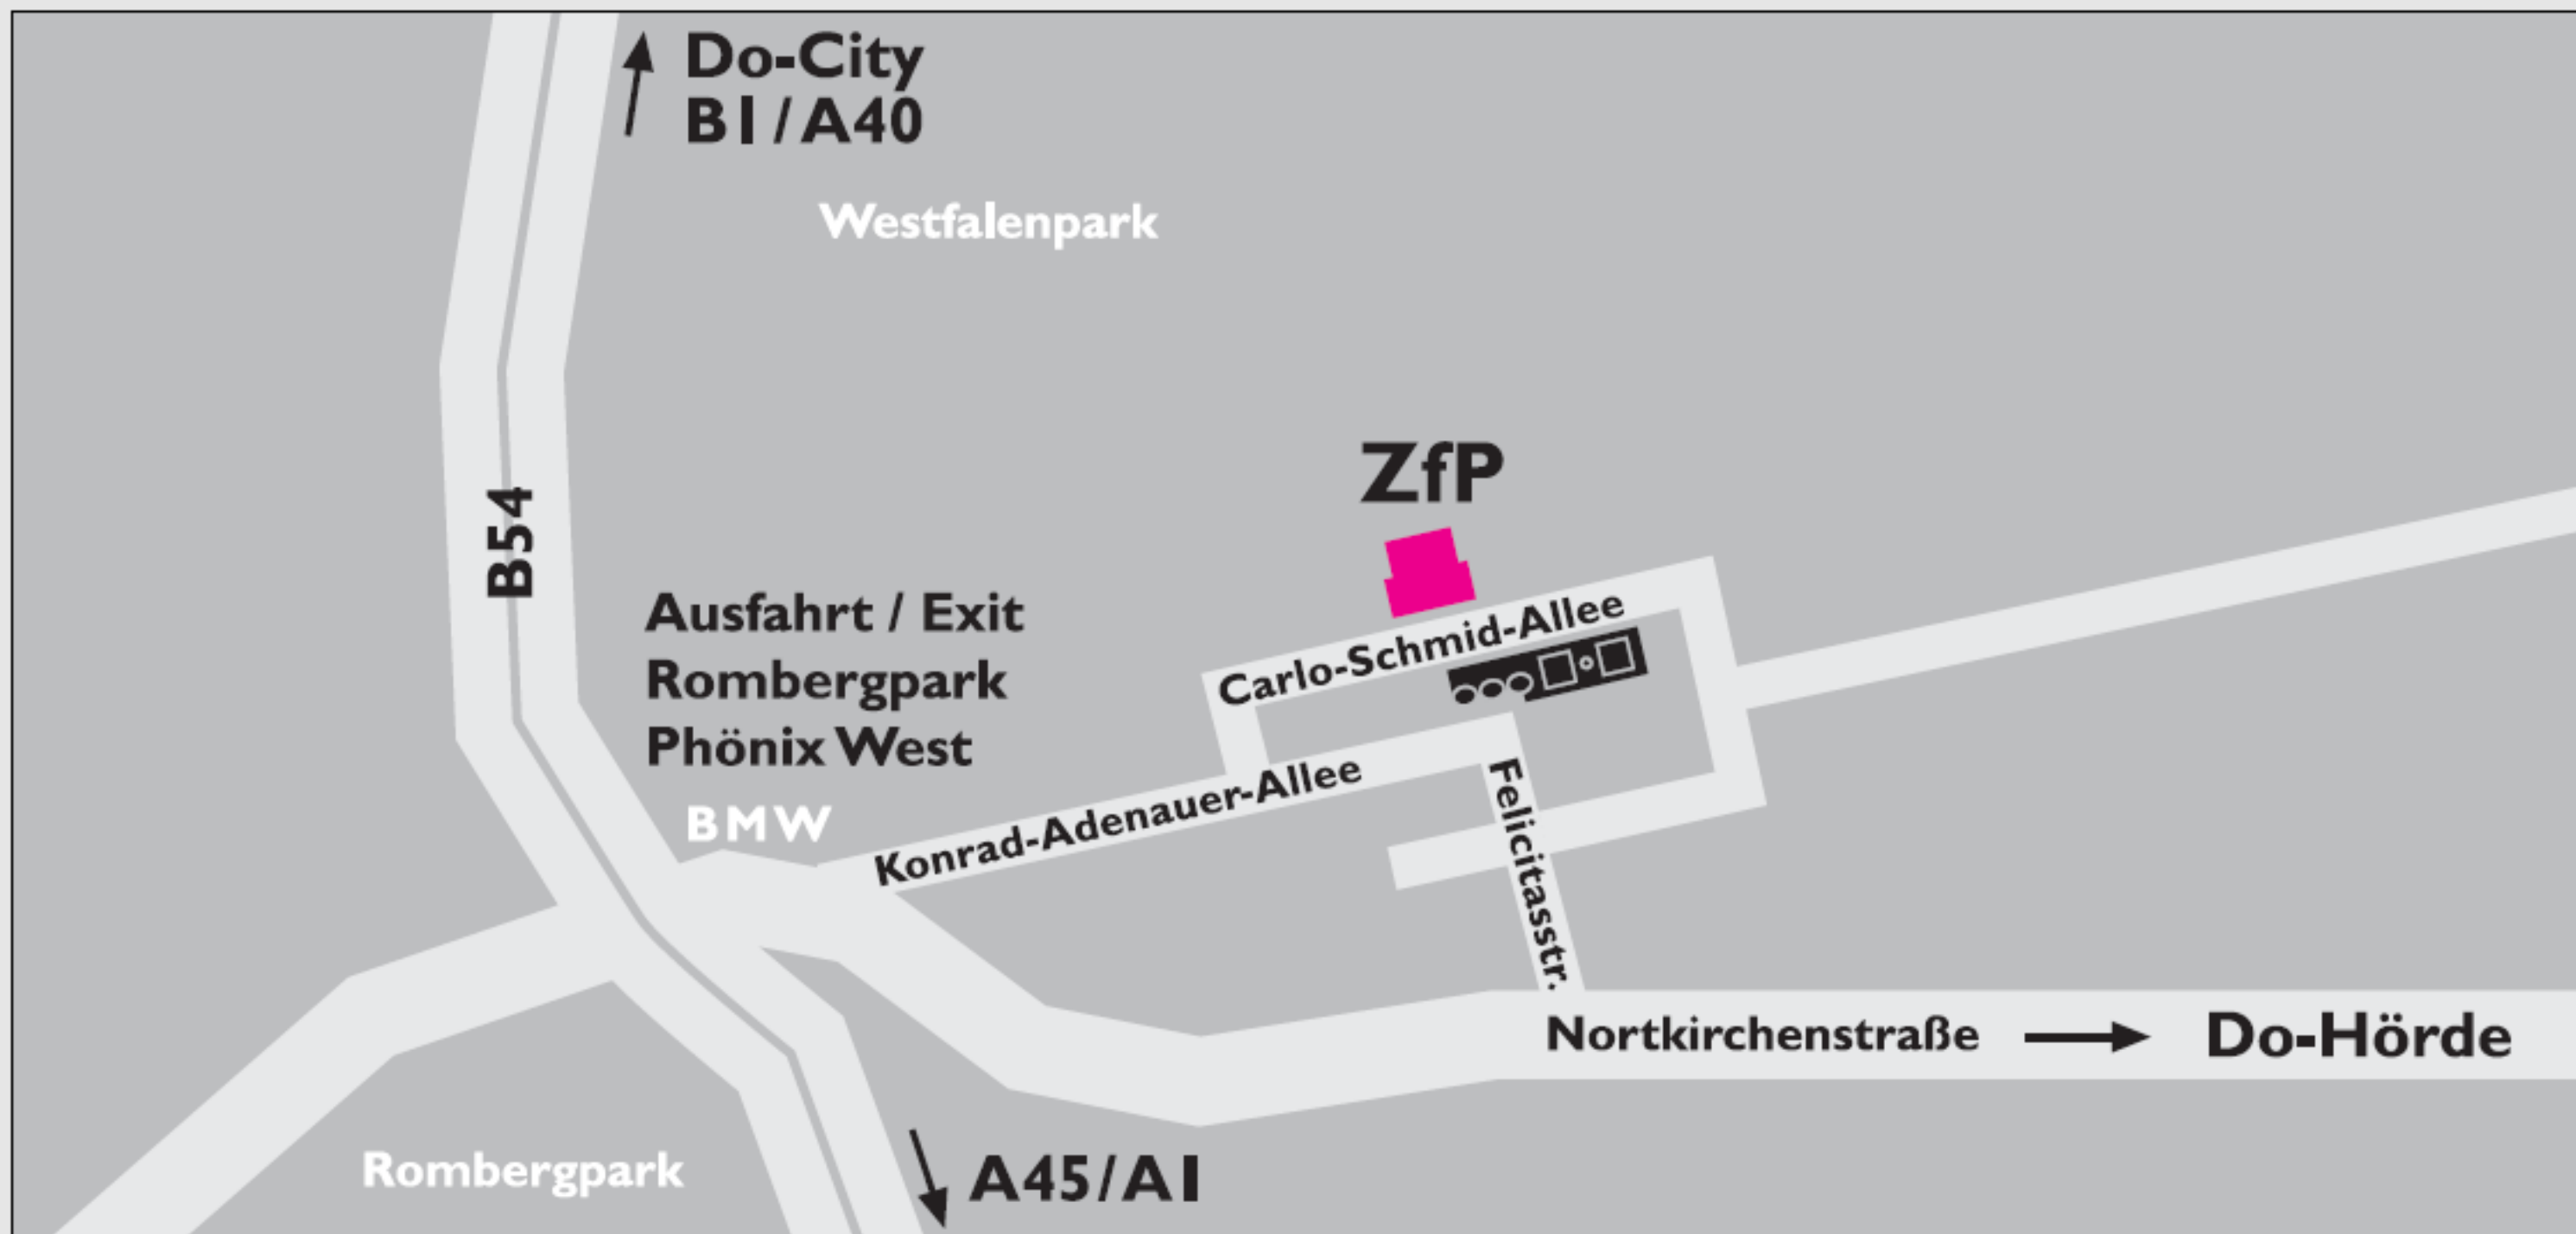 Do-City
B1/A40
Westfalenpark
ZfP
B54
Ausfahrt / Exit
Rombergpark
Phönix West
BMW
Carlo-Schmid-Allee
Konrad-Adenauer-Allee
Felicitasstr.
Nortkirchenstraße
Do-Hörde
Rombergpark
A45/A1